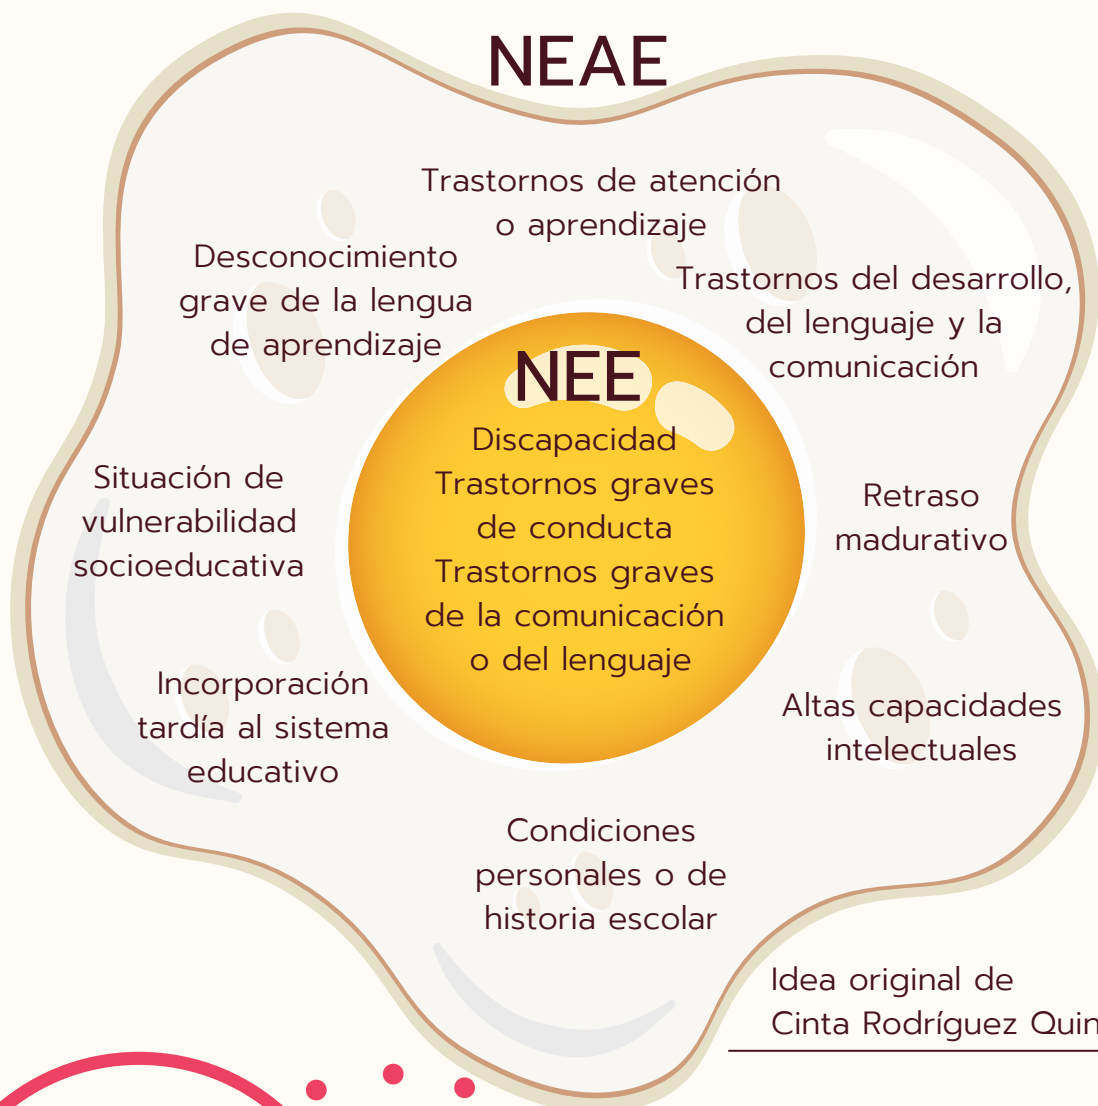 NEAE
Trastornos de atención
o aprendizaje
Desconocimiento
grave de la lengua
de aprendizaje
Trastornos del desarrollo,
del lenguaje y la
comunicación
NEE
Discapacidad
Trastornos graves
de conducta
Trastornos graves
de la comunicación
o del lenguaje
Situación de
vulnerabilidad
socioeducativa
Retraso
madurativo
Incorporación
tardía al sistema
educativo
Altas capacidades
intelectuales
Condiciones
personales o de
historia escolar
Idea original de
Cinta Rodríguez